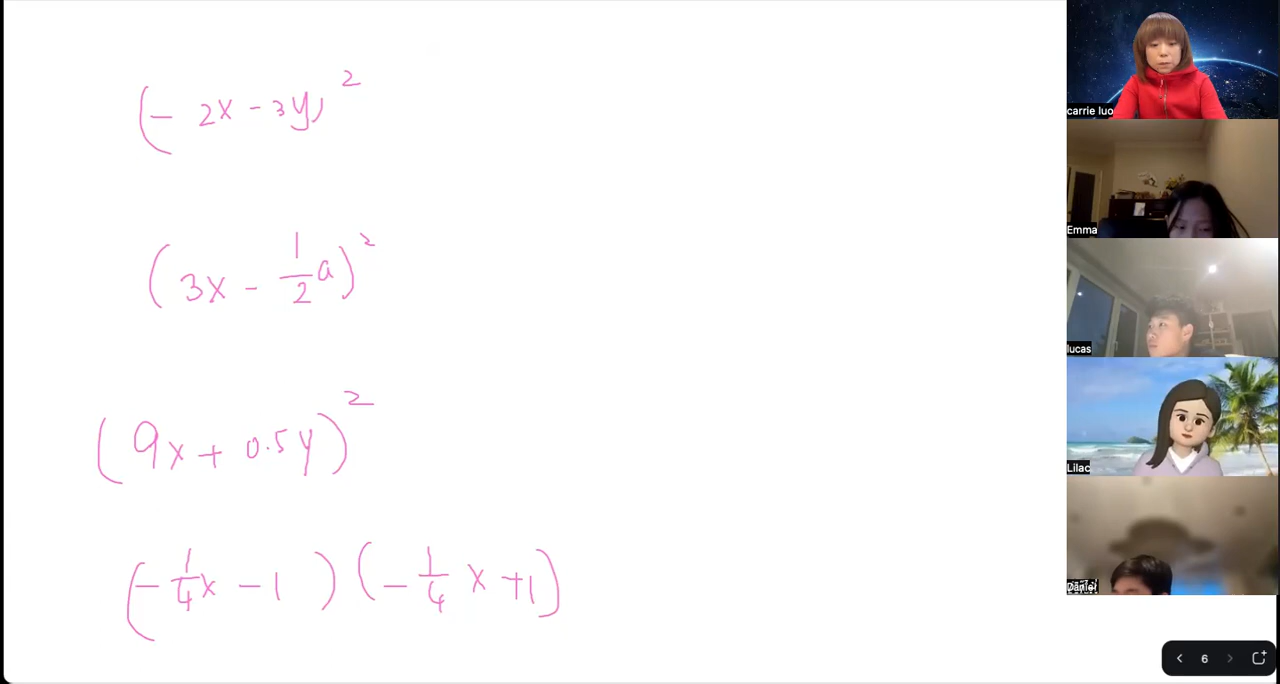 (- 2x - 3y)²
(3x - 1/2 a)²
(9x + 0.5y)²
(- 1/4 x - 1) (- 1/4 x + 1)
carrie luo
Emma
lucas
Lilac
Daniel
6